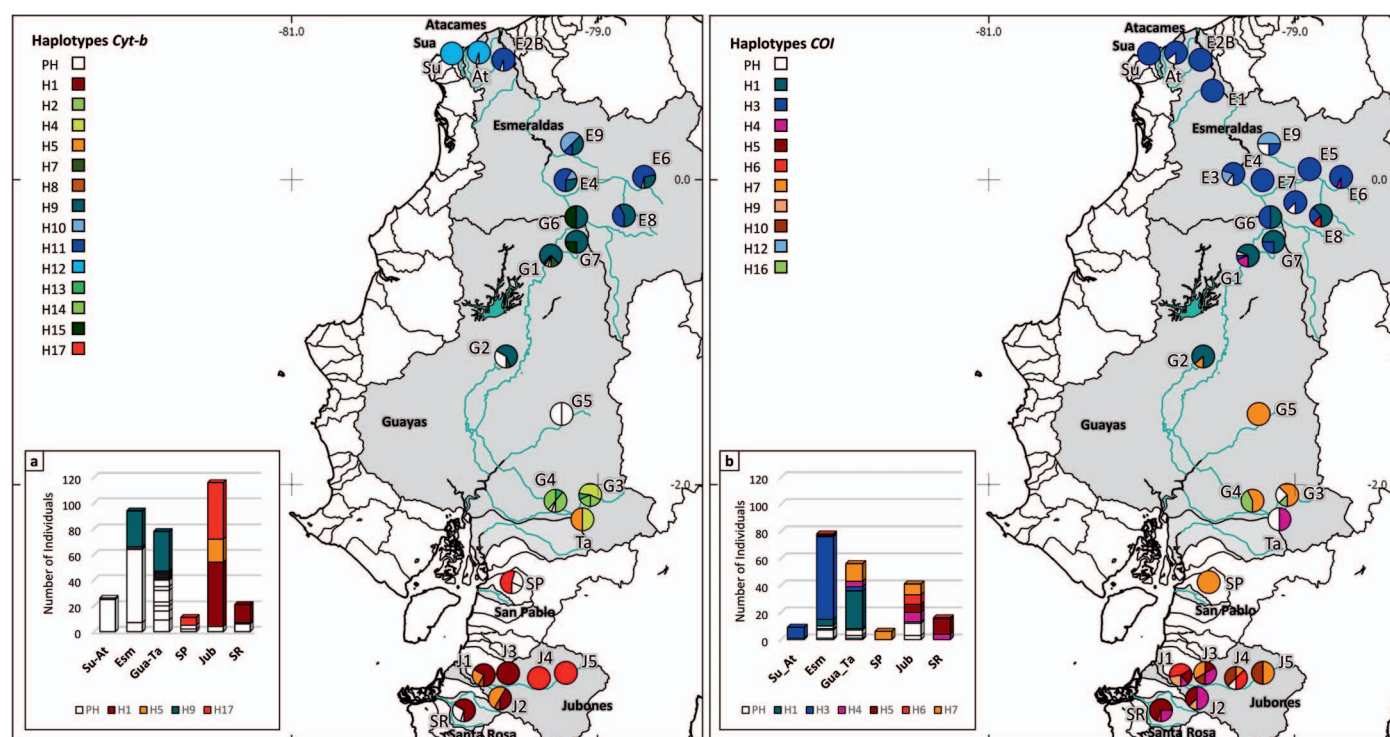 Haplotypes Cyt-b
PH
H1
H2
H4
H5
H7
H8
H9
H10
H11
H12
H13
H14
H15
H17
-81.0
-79.0
Atacames
Sua
E2B
Su
At
Esmeraldas
E9
E6
0.0
E4
E8
G6
G7
G1
G2
G5
Guayas
G4
G3
-2.0
Ta
SP
San Pablo
J1
J3
J4
J5
J2
SR
Jubones
Santa Rosa
a
Number of Individuals
120
100
80
60
40
20
0
Su-At
Esm
Gua-Ta
SP
Jub
SR
PH H1 H5 H9 H17
Haplotypes COI
PH
H1
H3
H4
H5
H6
H7
H9
H10
H12
H16
-81.0
-79.0
Atacames
Sua
E2B
Su
At
E1
Esmeraldas
E9
E5
E4
E3
E7
E6
0.0
G6
E8
G7
G1
G2
G5
Guayas
G4
G3
-2.0
Ta
SP
San Pablo
J1
J3
J4
J5
J2
SR
Jubones
Santa Rosa
b
Number of Individuals
120
100
80
60
40
20
0
Su_At
Esm
Gua_Ta
SP
Jub
SR
PH H1 H3 H4 H5 H6 H7